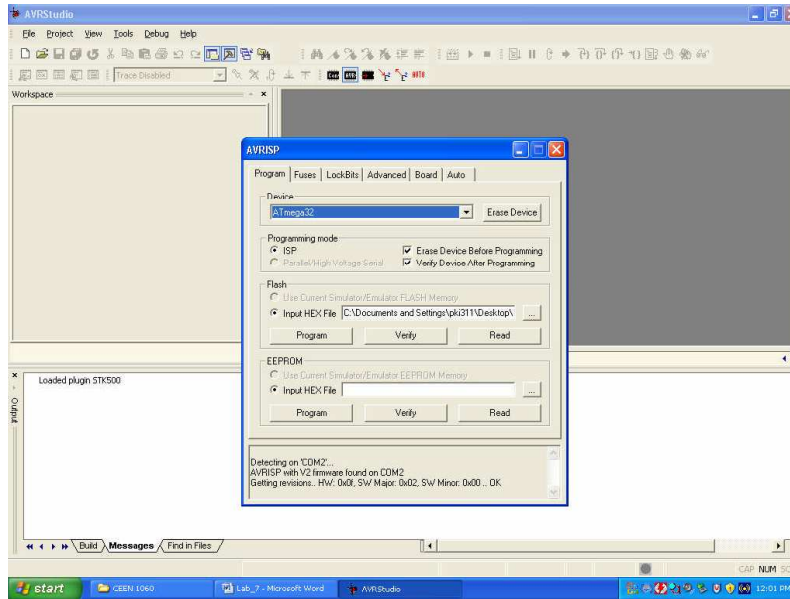 AVRStudio
File Project View Tools Debug Help
Trace Disabled
Workspace
AVRISP
Program Fuses LockBits Advanced Board Auto
Device
ATmega32
Erase Device
Programming mode
ISP
Erase Device Before Programming
Parallel/High Voltage Serial
Verify Device After Programming
Flash
Use Current Simulator/Emulator FLASH Memory
Input HEX File C:\Documents and Settings\pki311\Desktop\ ...
Program Verify Read
EEPROM
Use Current Simulator/Emulator EEPROM Memory
Input HEX File ...
Program Verify Read
Detecting on 'COM2'...
AVRISP with V2 firmware found on COM2
Getting revisions.. HW: 0x0f, SW Major: 0x02, SW Minor: 0x00 .. OK
Loaded plugin STK500
Output
Build Messages Find in Files
CAP NUM
start CEEN 1060 Lab_7 - Microsoft Word AVRStudio 12:01 PM